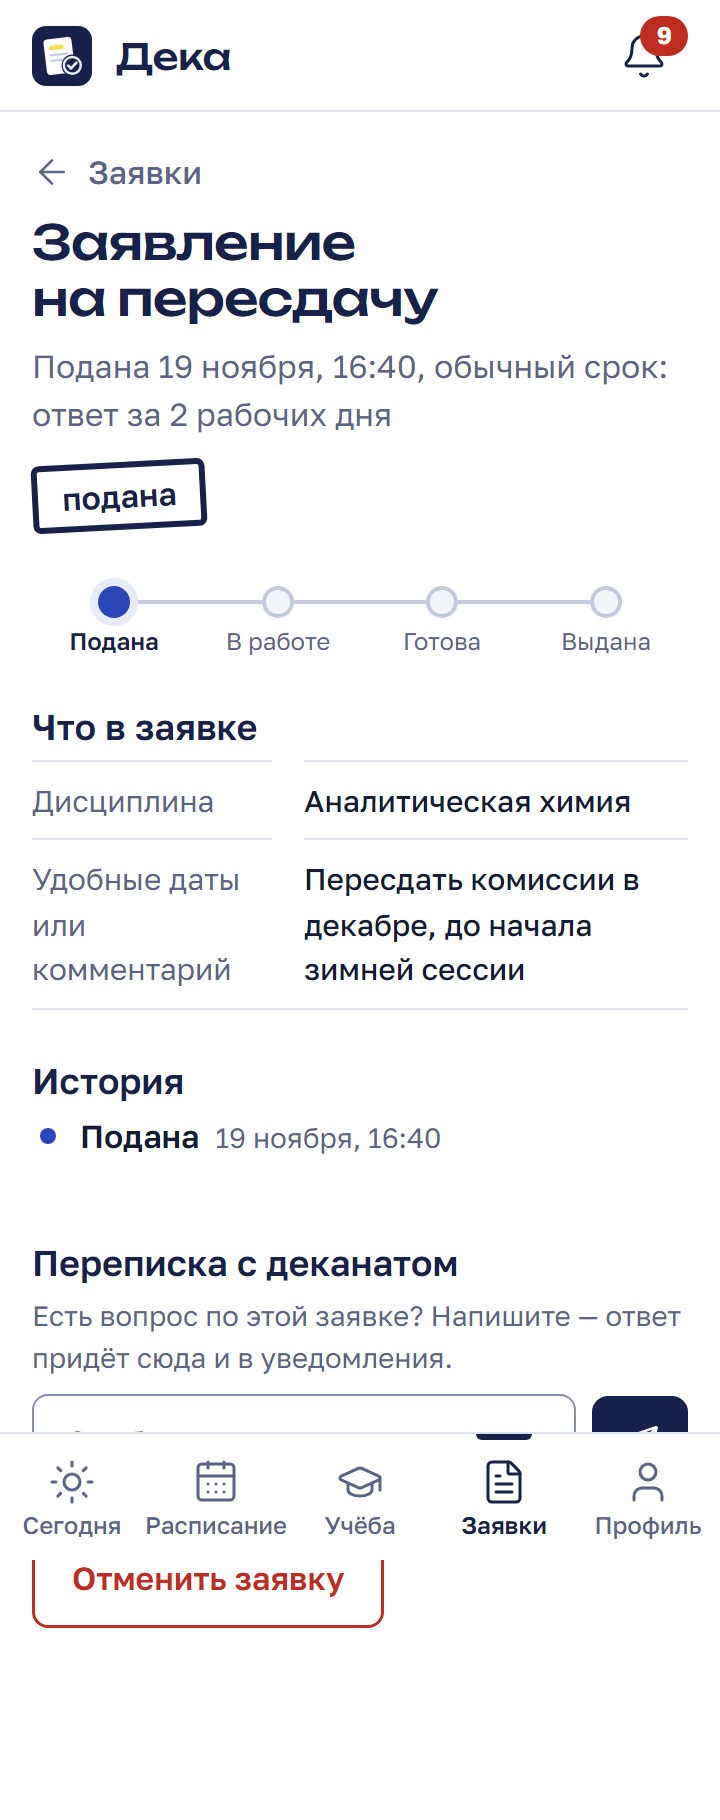 Дека
9
Заявки
Заявление
на пересдачу
Подана 19 ноября, 16:40, обычный срок:
ответ за 2 рабочих дня
подана
Подана
В работе
Готова
Выдана
Что в заявке
Дисциплина
Аналитическая химия
Удобные даты
или
комментарий
Пересдать комиссии в
декабре, до начала
зимней сессии
История
Подана 19 ноября, 16:40
Переписка с деканатом
Есть вопрос по этой заявке? Напишите — ответ
придёт сюда и в уведомления.
Сегодня
Расписание
Учёба
Заявки
Профиль
Отменить заявку